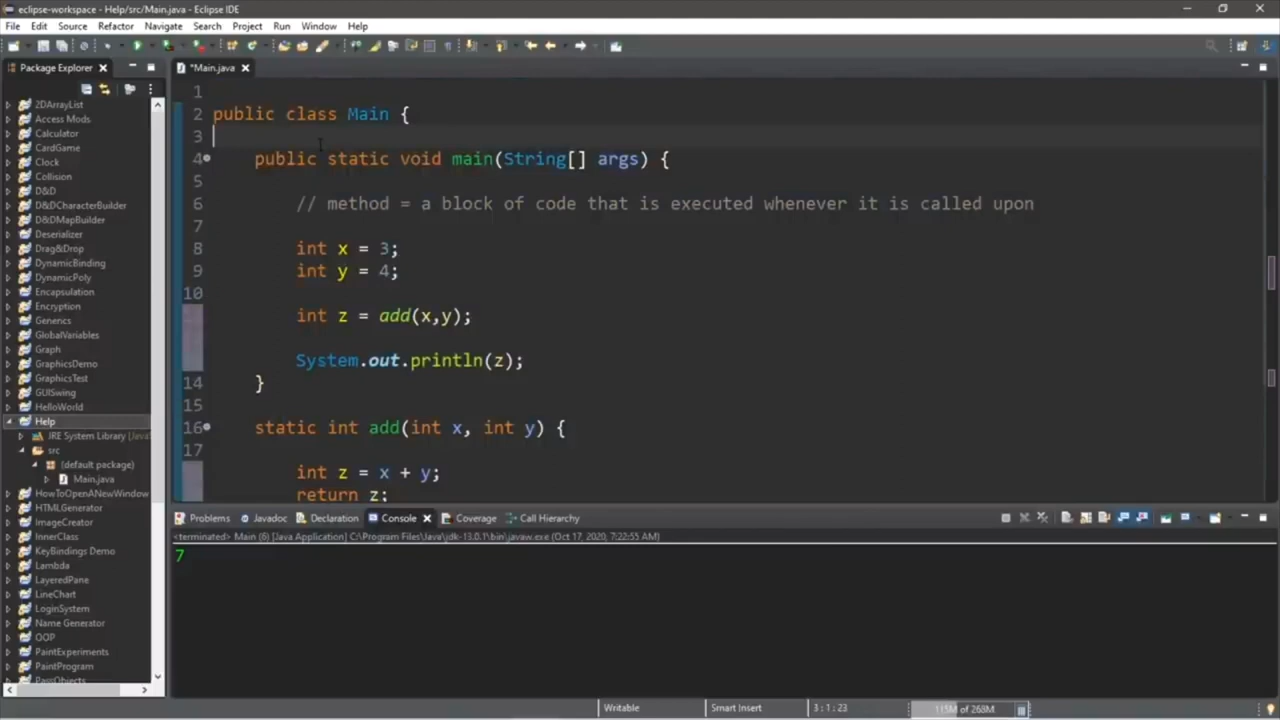 eclipse-workspace - Help/src/Main.java - Eclipse IDE
File Edit Source Refactor Navigate Search Project Run Window Help
Package Explorer
*Main.java
2DArrayList
Access Mods
Calculator
CardGame
Clock
Collision
D&D
D&DCharacterBuilder
D&DMapBuilder
Deserializer
Drag&Drop
DynamicBinding
DynamicPoly
Encapsulation
Encryption
Generics
GlobalVariables
Graph
GraphicsDemo
GraphicsTest
GUISwing
HelloWorld
Help
JRE System Library [Java
src
(default package)
Main.java
HowToOpenANewWindow
HTMLGenerator
ImageCreator
InnerClass
KeyBindings Demo
Lambda
LayeredPane
LineChart
LoginSystem
Name Generator
OOP
PaintExperiments
PaintProgram
PassObjects
1
2 public class Main {
3
4 public static void main(String[] args) {
5
6 // method = a block of code that is executed whenever it is called upon
7
8 int x = 3;
9 int y = 4;
10
int z = add(x,y);
System.out.println(z);
14 }
15
16 static int add(int x, int y) {
17
int z = x + y;
return z;
Problems Javadoc Declaration Console Coverage Call Hierarchy
<terminated> Main (6) [Java Application] C:\Program Files\Java\jdk-13.0.1\bin\javaw.exe (Oct 17, 2020, 7:22:55 AM)
7
Writable Smart Insert 3 : 1 : 23 115M of 268M